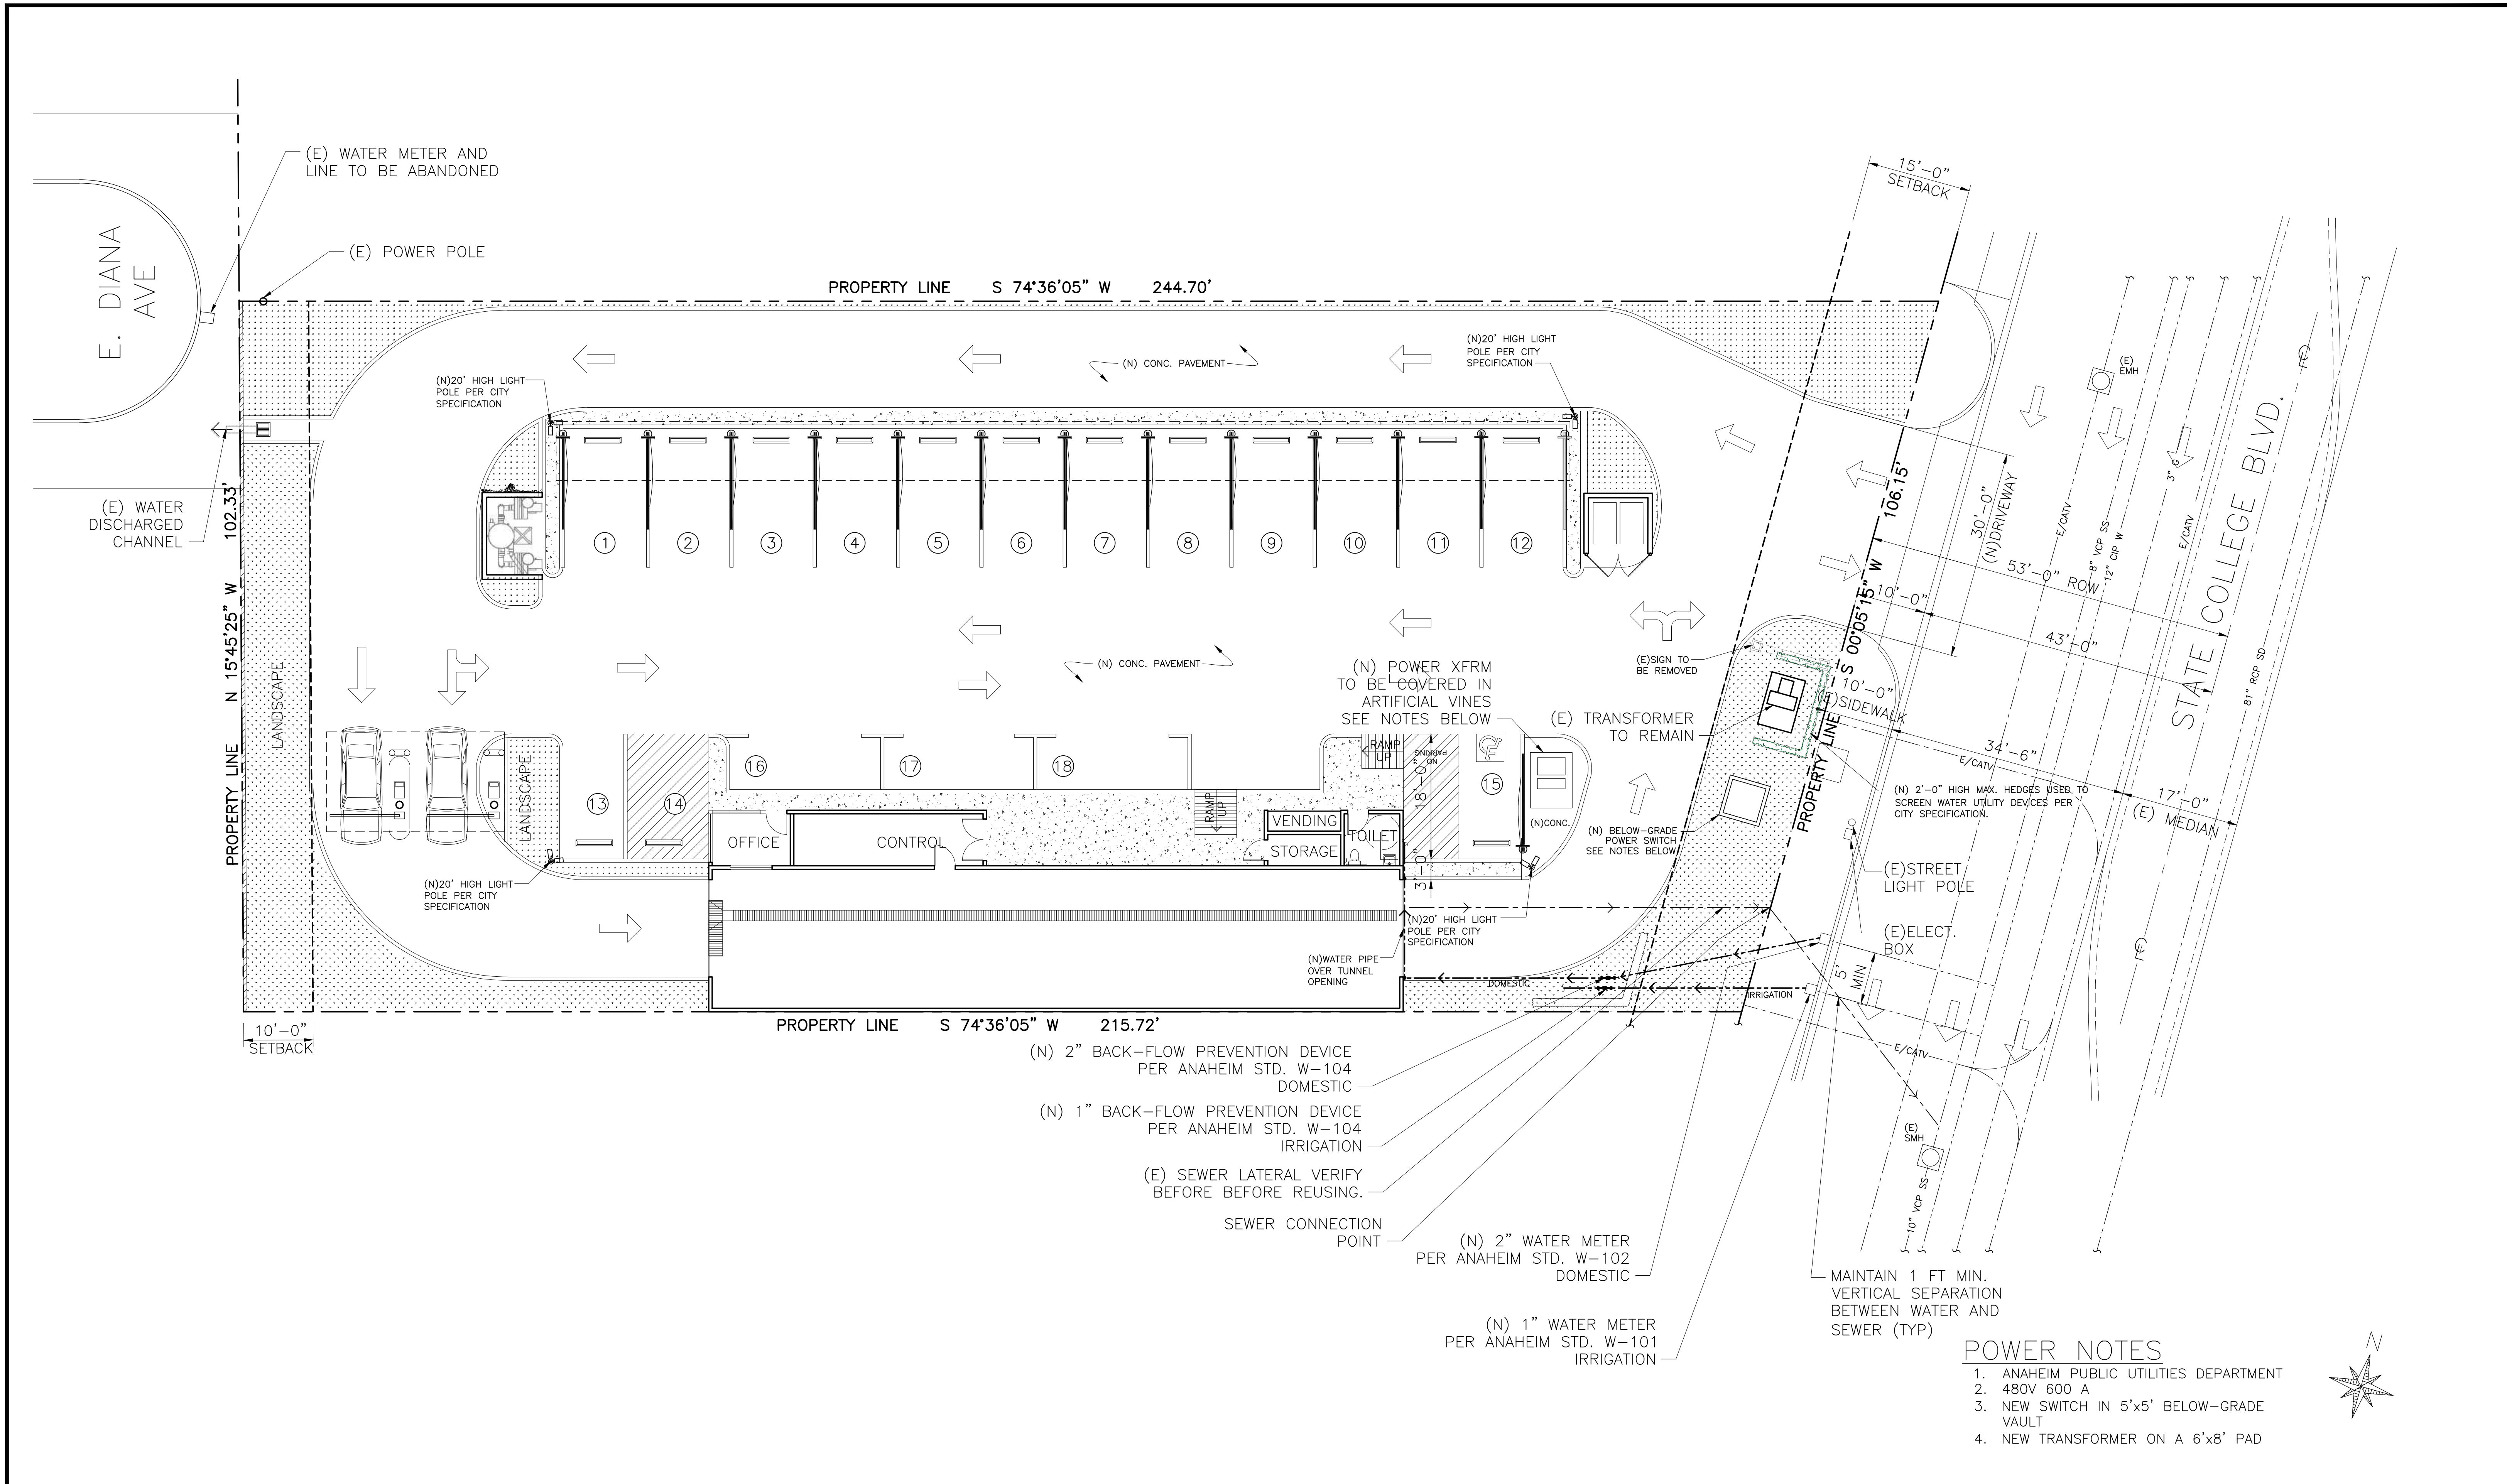 E. DIANA
AVE
(E) WATER METER AND
LINE TO BE ABANDONED
(E) POWER POLE
(E) WATER
DISCHARGED
CHANNEL
PROPERTY LINE S 74°36'05" W 244.70'
15'-0"
SETBACK
(N)20' HIGH LIGHT
POLE PER CITY
SPECIFICATION
(N) CONC. PAVEMENT
(N)20' HIGH LIGHT
POLE PER CITY
SPECIFICATION
1
2
3
4
5
6
7
8
9
10
11
12
PROPERTY LINE N 15°45'25" W 102.33'
LANDSCAPE
LANDSCAPE
(N) CONC. PAVEMENT
(N) POWER XFRM
TO BE COVERED IN
ARTIFICIAL VINES
SEE NOTES BELOW
(E)SIGN TO
BE REMOVED
(E) TRANSFORMER
TO REMAIN
13
14
16
17
18
15
RAMP
UP
RAMP
UP
NO
PARKING
18'-0"
3'-0"
(N)CONC.
OFFICE
CONTROL
VENDING
STORAGE
TOILET
(N) BELOW-GRADE
POWER SWITCH
SEE NOTES BELOW
(N)20' HIGH LIGHT
POLE PER CITY
SPECIFICATION
(N)20' HIGH LIGHT
POLE PER CITY
SPECIFICATION
(N)WATER PIPE
OVER TUNNEL
OPENING
DOMESTIC
IRRIGATION
10'-0"
SETBACK
PROPERTY LINE S 74°36'05" W 215.72'
PROPERTY LINE S 00°05'15" W 106.15'
30'-0"
(N)DRIVEWAY
53'-0" ROW
10'-0"
43'-0"
10'-0"
(E)SIDEWALK
34'-6"
E/CATV
17'-0"
(E) MEDIAN
(N) 2'-0" HIGH MAX. HEDGES USED TO
SCREEN WATER UTILITY DEVICES PER
CITY SPECIFICATION.
(E)STREET
LIGHT POLE
(E)ELECT.
BOX
5'
MIN
(E)
EMH
E/CATV
8" VCP SS
12" CIP W
3" G
E/CATV
STATE COLLEGE BLVD.
81" RCP SD
E/CATV
(E)
SMH
10" VCP SS
(N) 2" BACK-FLOW PREVENTION DEVICE
PER ANAHEIM STD. W-104
DOMESTIC
(N) 1" BACK-FLOW PREVENTION DEVICE
PER ANAHEIM STD. W-104
IRRIGATION
(E) SEWER LATERAL VERIFY
BEFORE BEFORE REUSING.
SEWER CONNECTION
POINT
(N) 2" WATER METER
PER ANAHEIM STD. W-102
DOMESTIC
(N) 1" WATER METER
PER ANAHEIM STD. W-101
IRRIGATION
MAINTAIN 1 FT MIN.
VERTICAL SEPARATION
BETWEEN WATER AND
SEWER (TYP)
POWER NOTES
1. ANAHEIM PUBLIC UTILITIES DEPARTMENT
2. 480V 600 A
3. NEW SWITCH IN 5'x5' BELOW-GRADE
VAULT
4. NEW TRANSFORMER ON A 6'x8' PAD
N